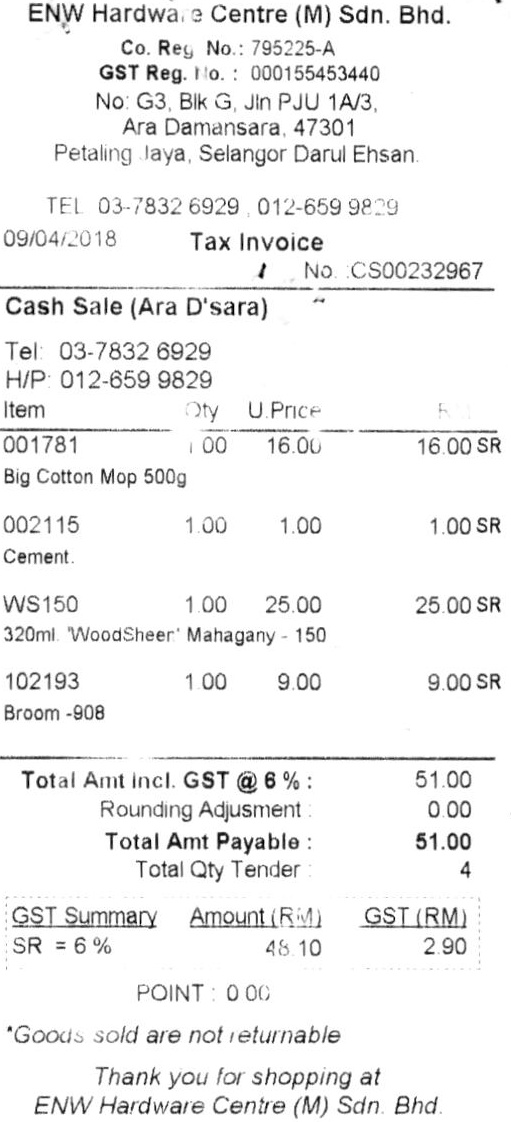 ENW Hardware Centre (M) Sdn. Bhd.
Co. Reg No.: 795225-A
GST Reg. No. : 000155453440
No: G3, Blk G, Jln PJU 1A/3,
Ara Damansara, 47301
Petaling Jaya, Selangor Darul Ehsan.
TEL 03-7832 6929 , 012-659 9829
09/04/2018 Tax Invoice
No. :CS00232967
Cash Sale (Ara D'sara)
Tel: 03-7832 6929
H/P: 012-659 9829
Item Qty U.Price RM
001781 1.00 16.00 16.00 SR
Big Cotton Mop 500g
002115 1.00 1.00 1.00 SR
Cement.
WS150 1.00 25.00 25.00 SR
320ml. 'WoodSheen' Mahagany - 150
102193 1.00 9.00 9.00 SR
Broom -908
Total Amt Incl. GST @ 6 % : 51.00
Rounding Adjusment : 0.00
Total Amt Payable : 51.00
Total Qty Tender : 4
GST Summary Amount (RM) GST (RM)
SR = 6 % 48.10 2.90
POINT : 0.00
*Goods sold are not returnable
Thank you for shopping at
ENW Hardware Centre (M) Sdn. Bhd.